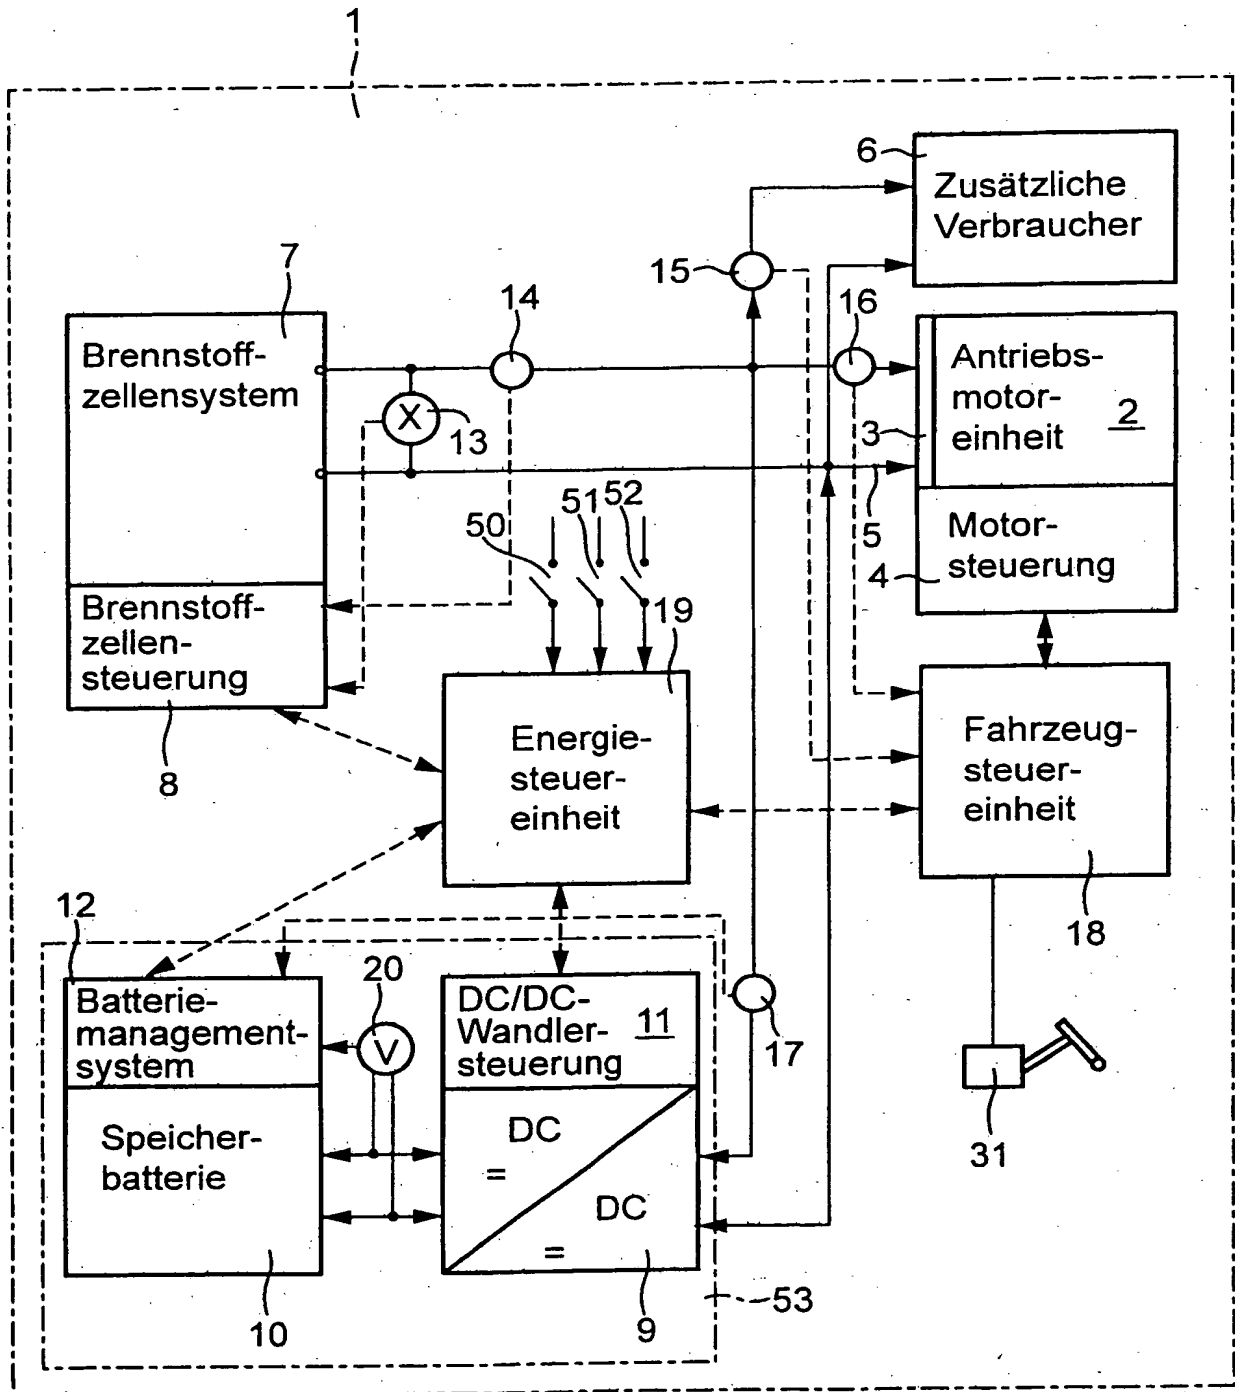 1
6
Zusätzliche
Verbraucher
7
14
15
16
Brennstoff-
zellensystem
X
13
Antriebs-
motor-
einheit
2
3
5
50
51
52
Motor-
steuerung
4
Brennstoff-
zellen-
steuerung
8
19
Energie-
steuer-
einheit
Fahrzeug-
steuer-
einheit
18
12
20
Batterie-
management-
system
V
DC/DC-
Wandler-
steuerung
11
17
31
Speicher-
batterie
10
DC
=
DC
=
9
53